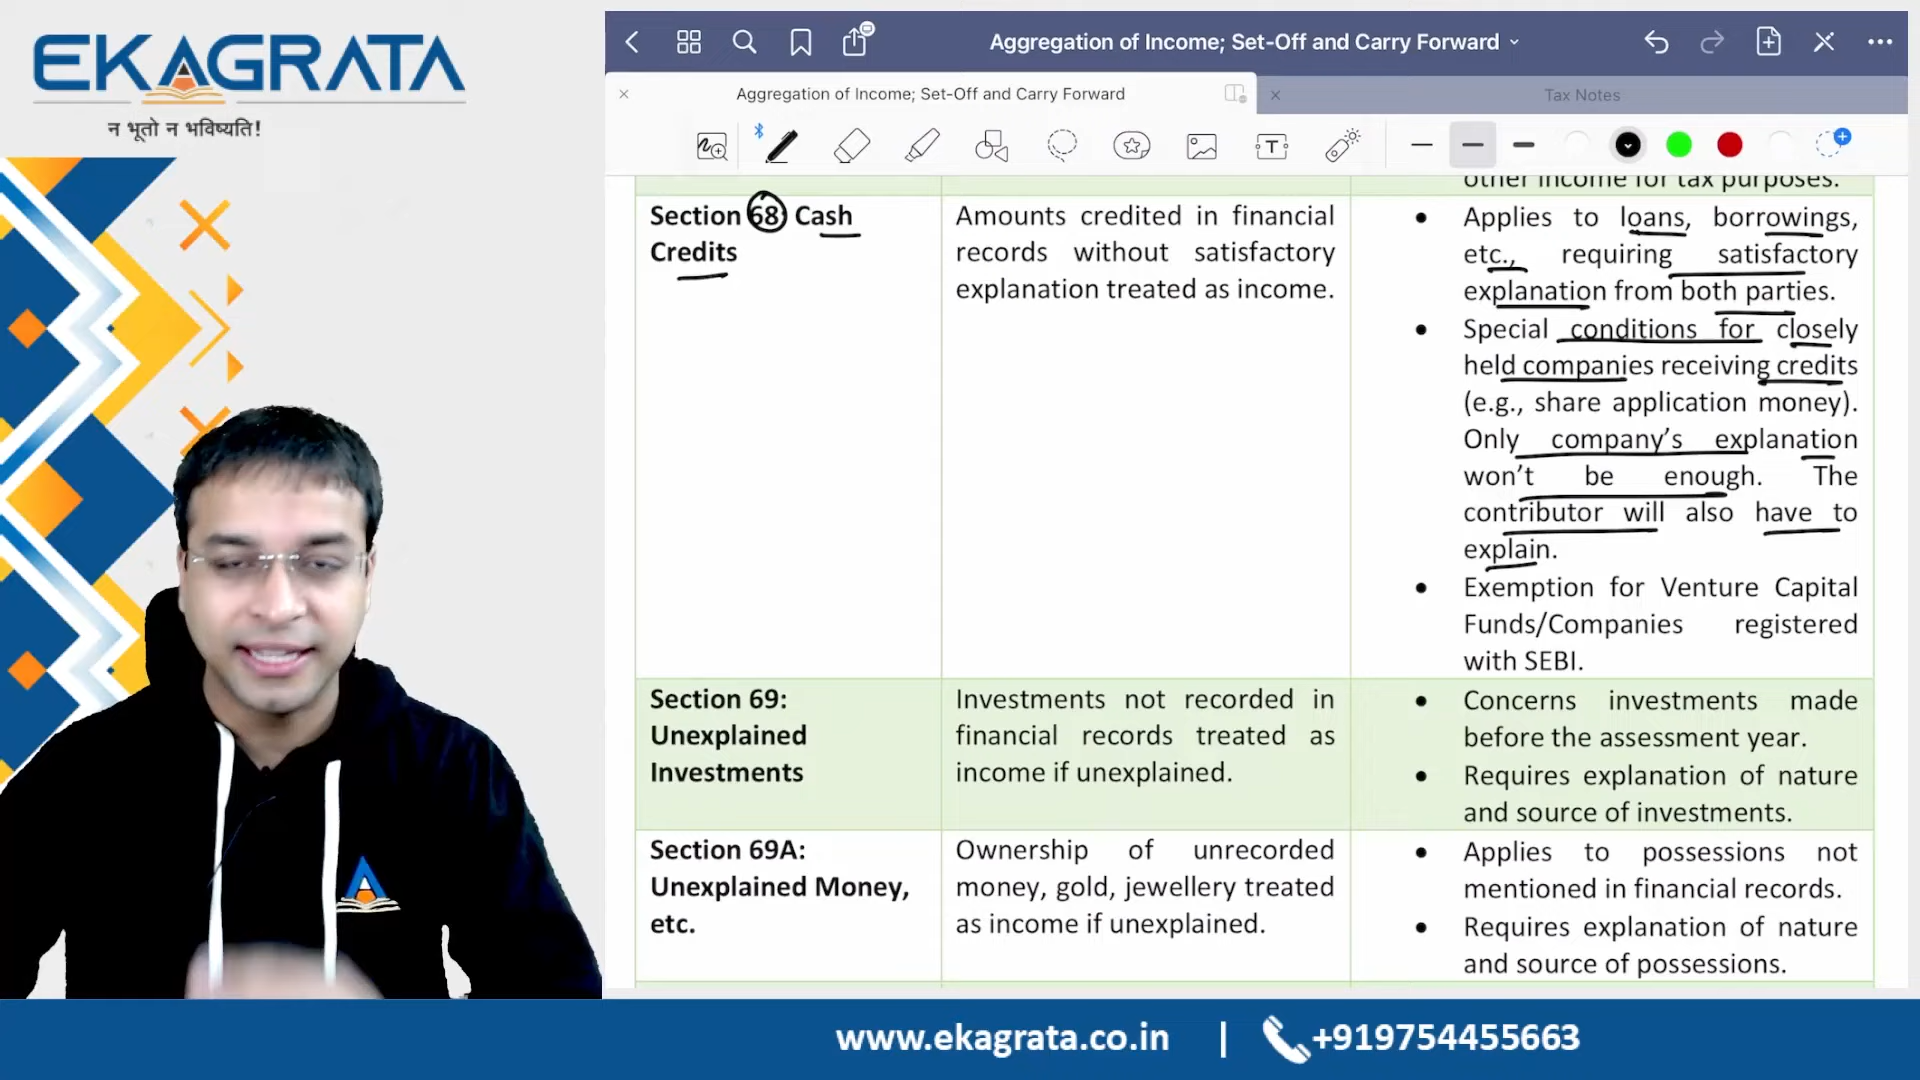 EKAGRATA
न भूतो न भविष्यति!
Aggregation of Income; Set-Off and Carry Forward
Aggregation of Income; Set-Off and Carry Forward
Tax Notes
other income for tax purposes.
Section 68: Cash
Credits
Amounts credited in financial
records without satisfactory
explanation treated as income.
• Applies to loans, borrowings,
etc., requiring satisfactory
explanation from both parties.
• Special conditions for closely
held companies receiving credits
(e.g., share application money).
Only company’s explanation
won’t be enough. The
contributor will also have to
explain.
• Exemption for Venture Capital
Funds/Companies registered
with SEBI.
Section 69:
Unexplained
Investments
Investments not recorded in
financial records treated as
income if unexplained.
• Concerns investments made
before the assessment year.
• Requires explanation of nature
and source of investments.
Section 69A:
Unexplained Money,
etc.
Ownership of unrecorded
money, gold, jewellery treated
as income if unexplained.
• Applies to possessions not
mentioned in financial records.
• Requires explanation of nature
and source of possessions.
www.ekagrata.co.in | +919754455663